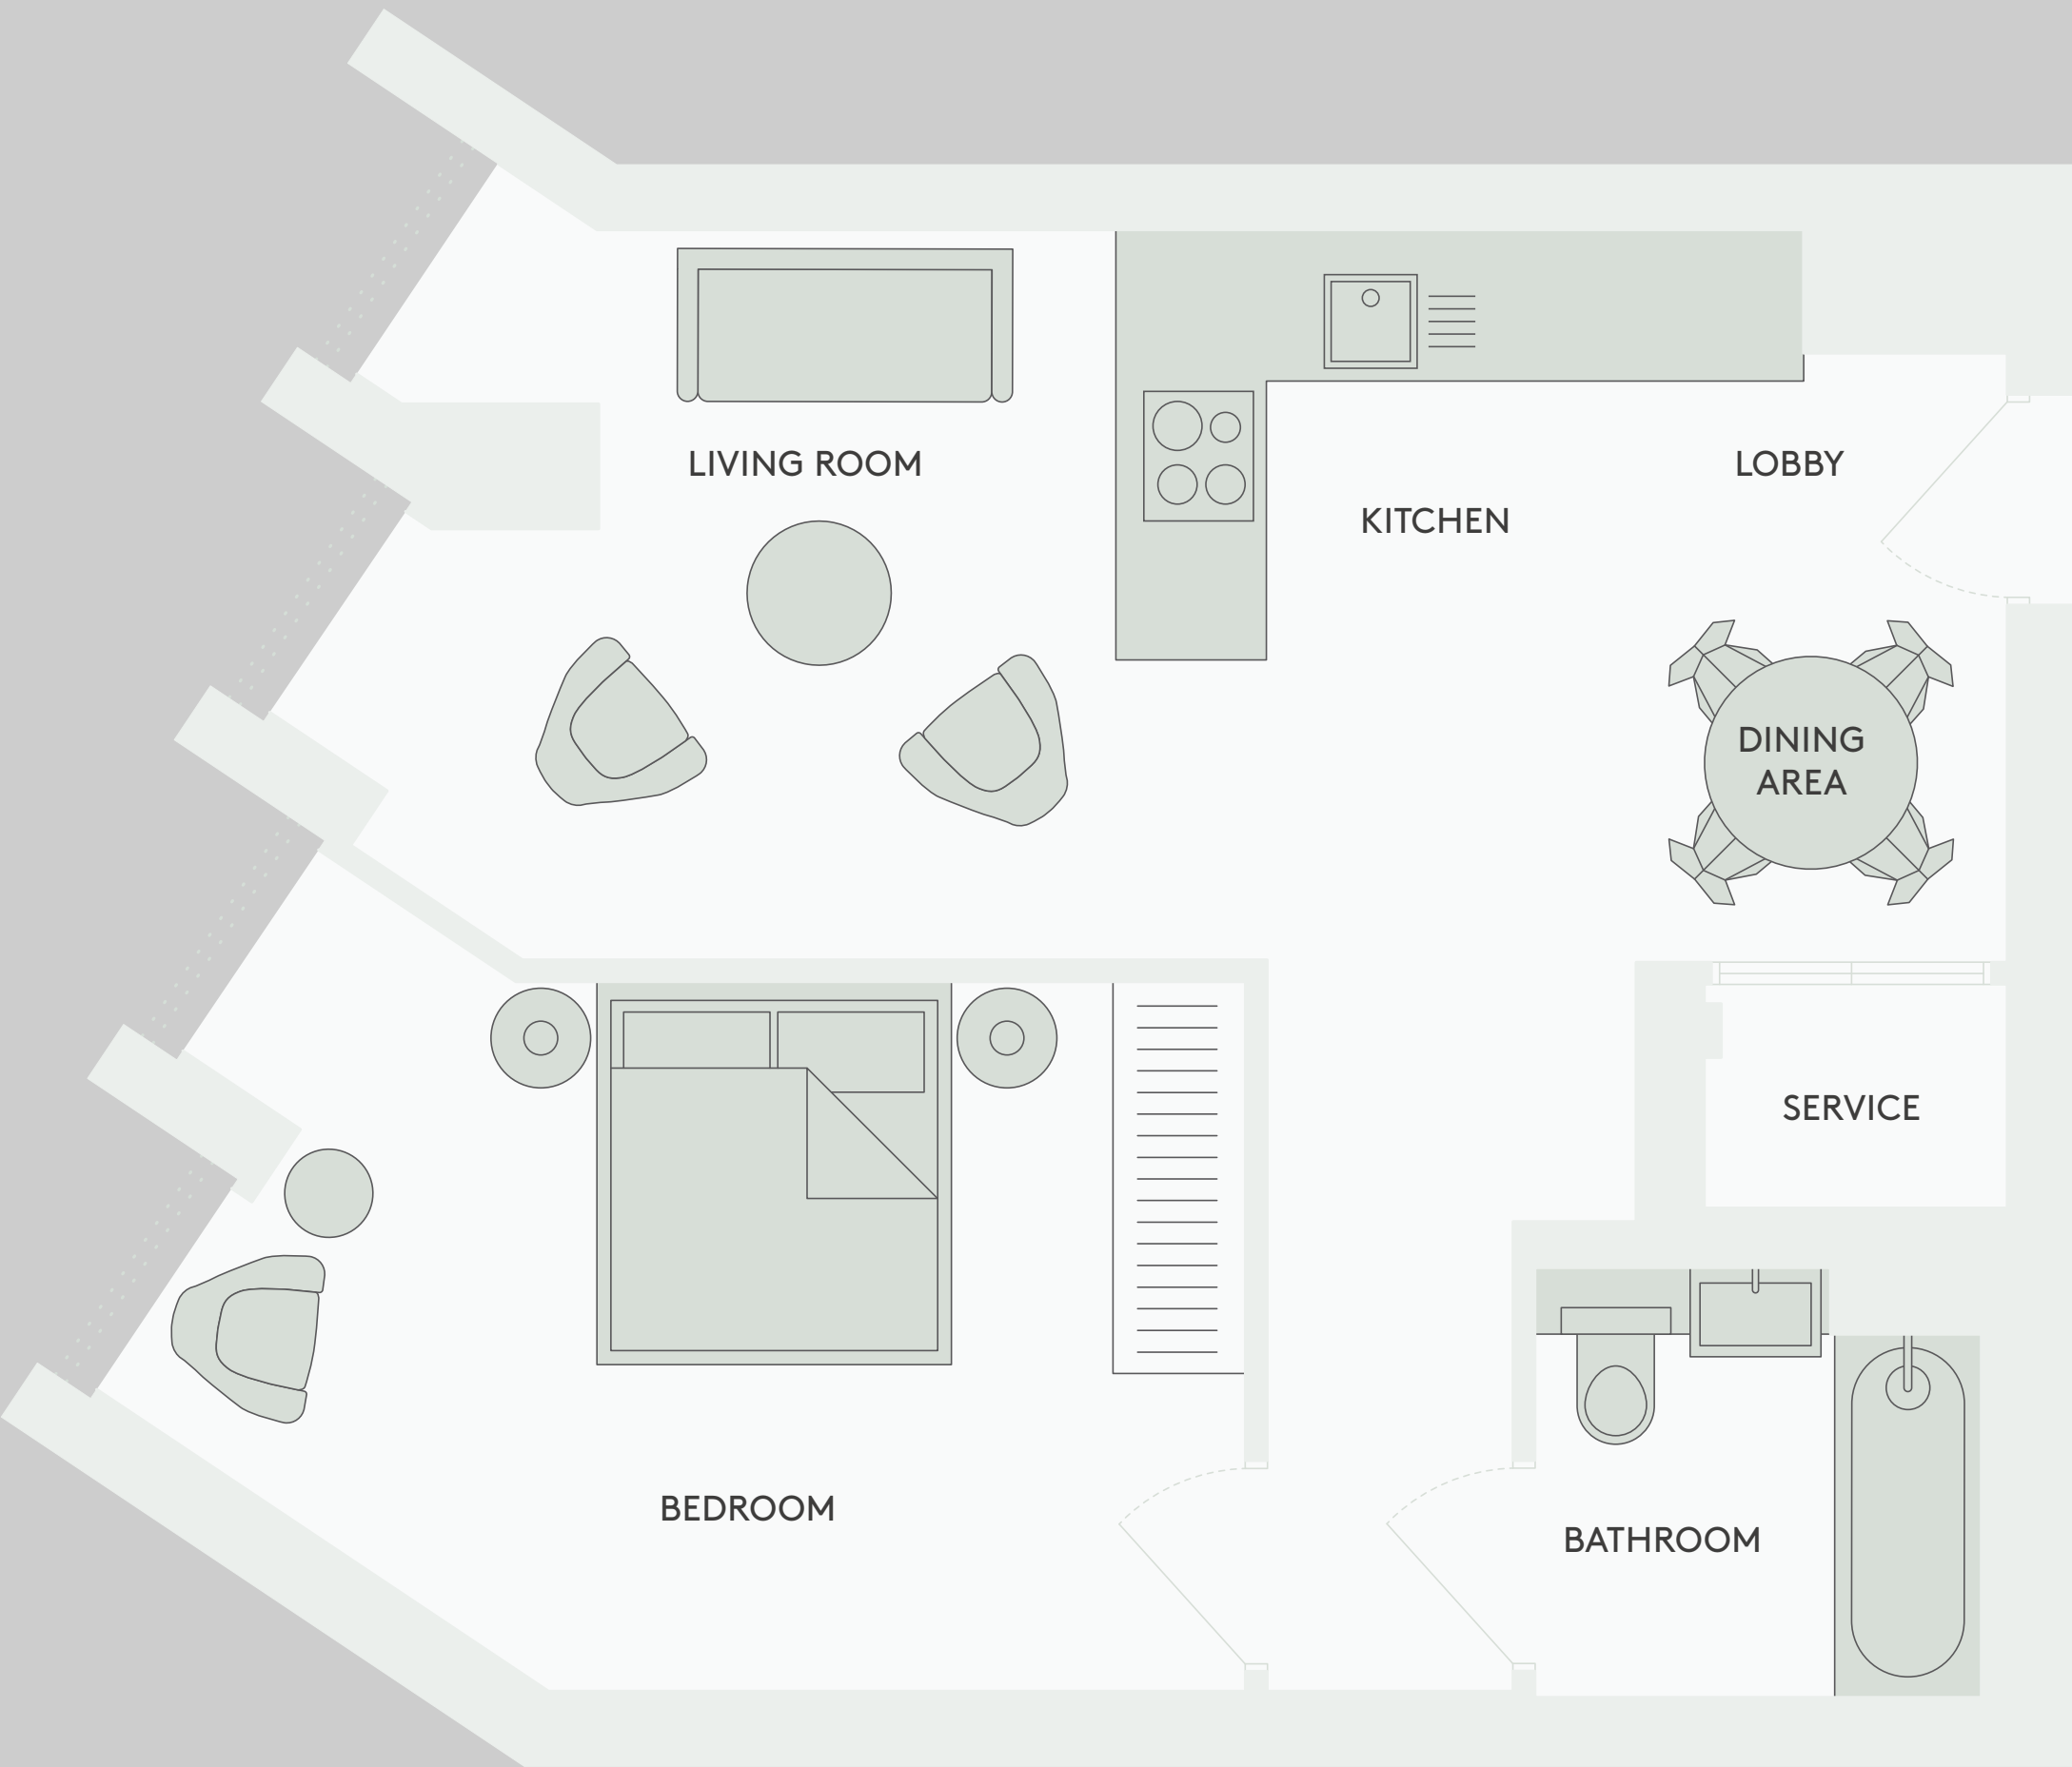 LIVING ROOM
LOBBY
KITCHEN
DINING
AREA
SERVICE
BEDROOM
BATHROOM